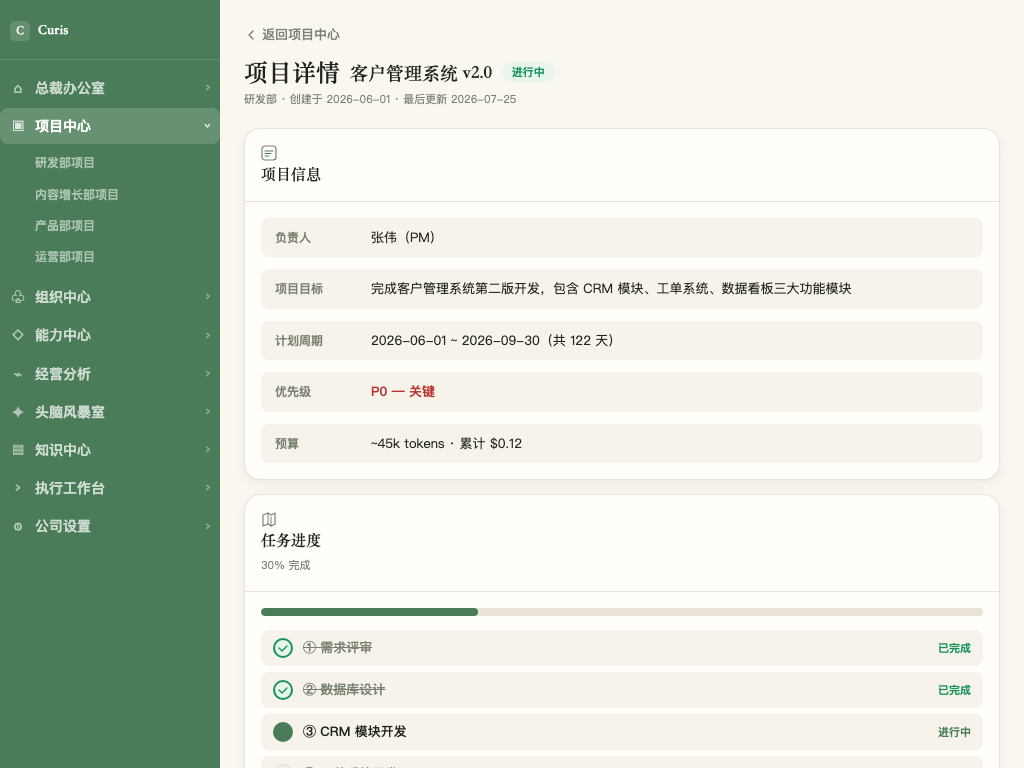 C Curis
总裁办公室
项目中心
研发部项目
内容增长部项目
产品部项目
运营部项目
组织中心
能力中心
经营分析
头脑风暴室
知识中心
执行工作台
公司设置
返回项目中心
项目详情 客户管理系统 v2.0 进行中
研发部 · 创建于 2026-06-01 · 最后更新 2026-07-25
项目信息
负责人 张伟（PM）
项目目标 完成客户管理系统第二版开发，包含 CRM 模块、工单系统、数据看板三大功能模块
计划周期 2026-06-01 ~ 2026-09-30（共 122 天）
优先级 P0 — 关键
预算 ~45k tokens · 累计 $0.12
任务进度
30% 完成
① 需求评审 已完成
② 数据库设计 已完成
③ CRM 模块开发 进行中